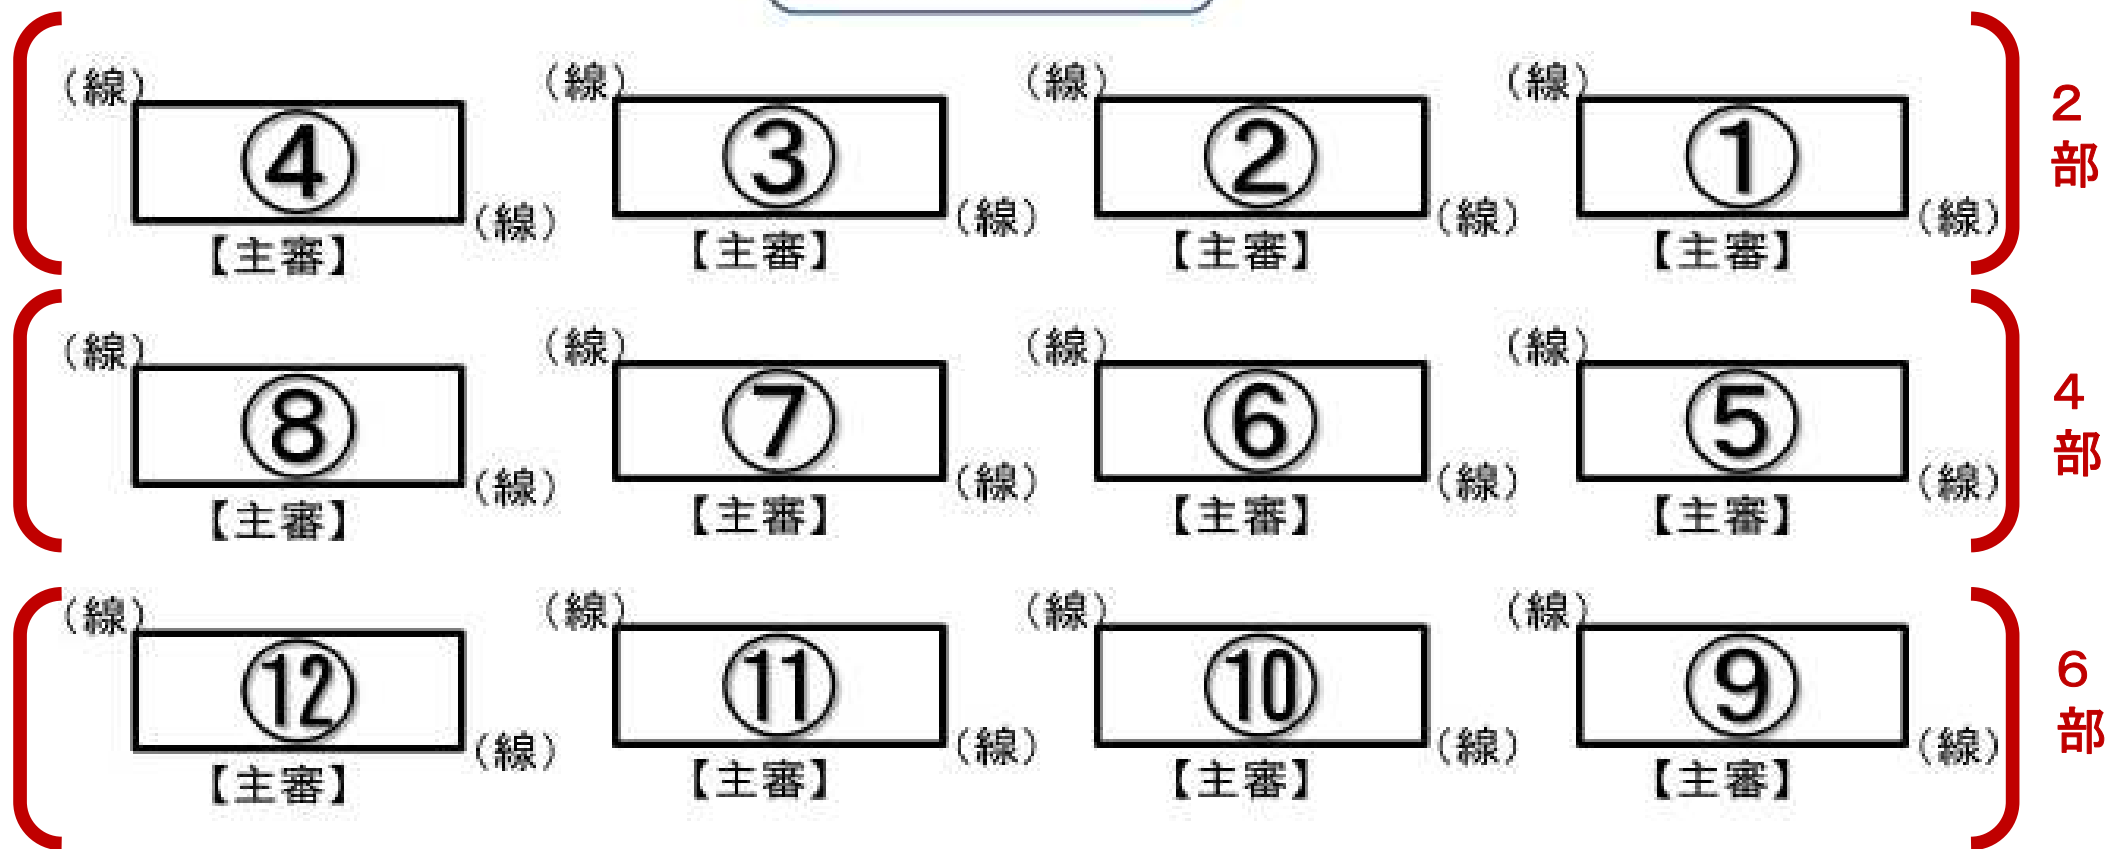 (線) (線) (線) (線)
④ ③ ② ①
(線) (線) (線) (線)
【主審】 【主審】 【主審】 【主審】
2部
(線) (線) (線) (線)
⑧ ⑦ ⑥ ⑤
(線) (線) (線) (線)
【主審】 【主審】 【主審】 【主審】
4部
(線) (線) (線) (線)
⑫ ⑪ ⑩ ⑨
(線) (線) (線) (線)
【主審】 【主審】 【主審】 【主審】
6部